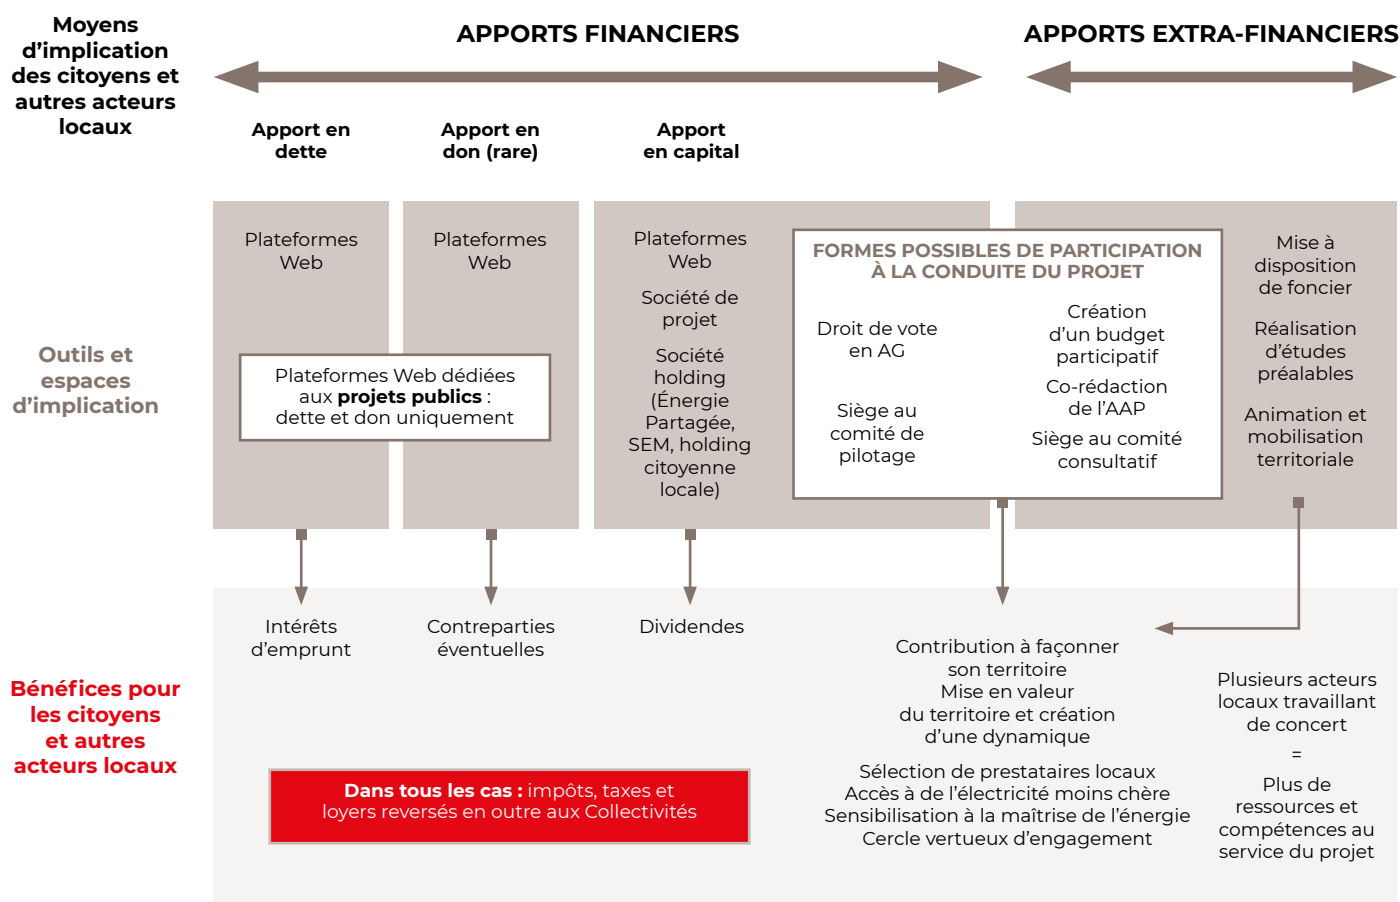 Moyens
d’implication
des citoyens et
autres acteurs
locaux
APPORTS FINANCIERS
APPORTS EXTRA-FINANCIERS
Apport en
dette
Apport en
don (rare)
Apport
en capital
Outils et
espaces
d’implication
Plateformes
Web
Plateformes
Web
Plateformes Web dédiées
aux projets publics :
dette et don uniquement
Plateformes
Web
Société de
projet
Société
holding
(Énergie
Partagée,
SEM, holding
citoyenne
locale)
FORMES POSSIBLES DE PARTICIPATION
À LA CONDUITE DU PROJET
Droit de vote
en AG
Siège au
comité de
pilotage
Création
d’un budget
participatif
Co-rédaction
de l’AAP
Siège au comité
consultatif
Mise à
disposition
de foncier
Réalisation
d’études
préalables
Animation et
mobilisation
territoriale
Bénéfices pour
les citoyens
et autres
acteurs locaux
Intérêts
d’emprunt
Contreparties
éventuelles
Dividendes
Dans tous les cas : impôts, taxes et
loyers reversés en outre aux Collectivités
Contribution à façonner
son territoire
Mise en valeur
du territoire et création
d’une dynamique
Sélection de prestataires locaux
Accès à de l’électricité moins chère
Sensibilisation à la maîtrise de l’énergie
Cercle vertueux d’engagement
Plusieurs acteurs
locaux travaillant
de concert
=
Plus de
ressources et
compétences au
service du projet